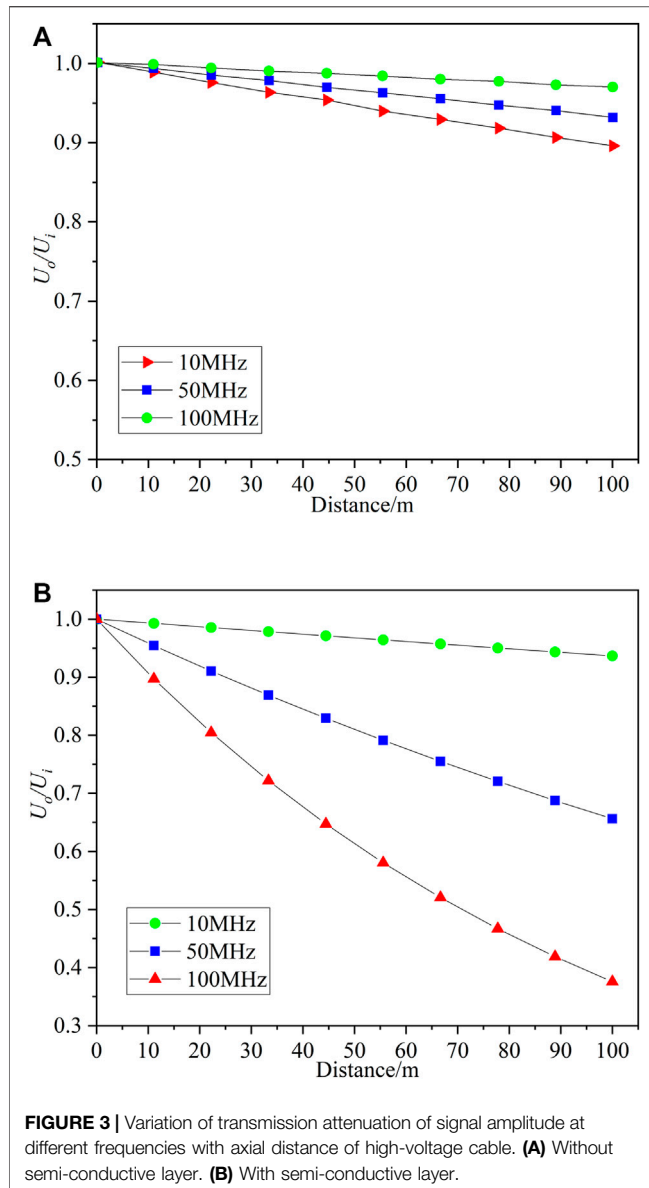 A
1.0
0.9
0.8
0.7
0.6
0.5
Uo/Ui
10MHz
50MHz
100MHz
0 10 20 30 40 50 60 70 80 90 100
Distance/m
B
1.0
0.9
0.8
0.7
0.6
0.5
0.4
0.3
Uo/Ui
10MHz
50MHz
100MHz
0 10 20 30 40 50 60 70 80 90 100
Distance/m
FIGURE 3 | Variation of transmission attenuation of signal amplitude at
different frequencies with axial distance of high-voltage cable. (A) Without
semi-conductive layer. (B) With semi-conductive layer.